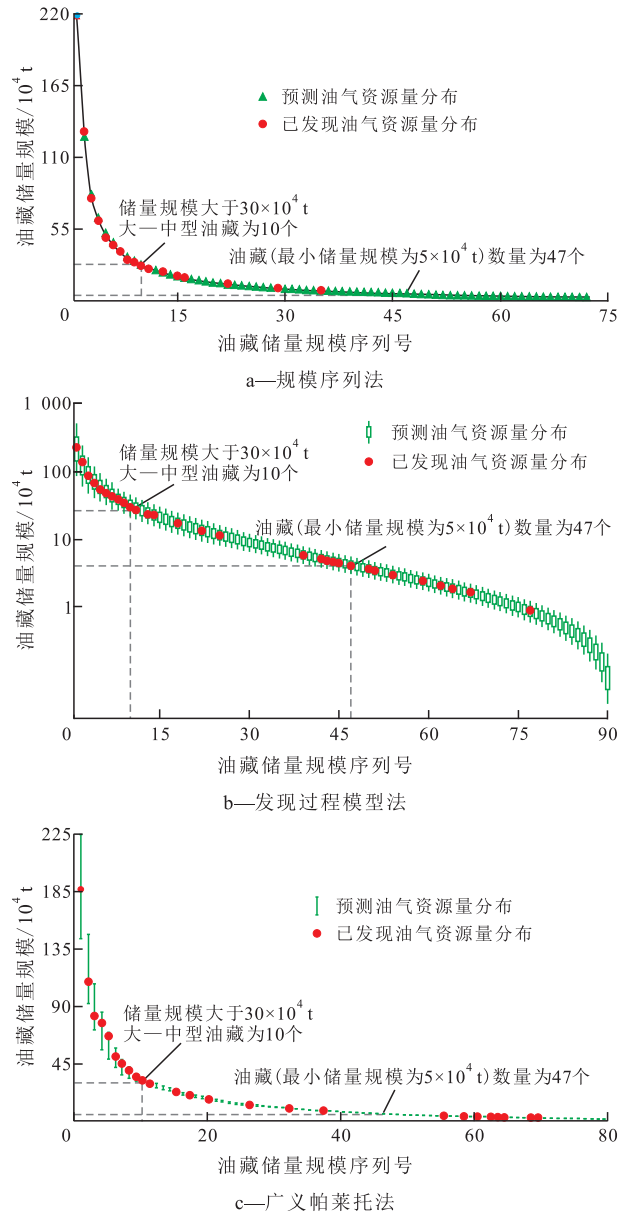 220
165
110
55
0
15
30
45
60
75
油藏储量规模/10⁴ t
预测油气资源量分布
已发现油气资源量分布
储量规模大于30×10⁴ t
大—中型油藏为10个
油藏(最小储量规模为5×10⁴ t)数量为47个
油藏储量规模序列号
a—规模序列法
1 000
100
10
1
0
15
30
45
60
75
90
油藏储量规模/10⁴ t
预测油气资源量分布
已发现油气资源量分布
储量规模大于30×10⁴ t
大—中型油藏为10个
油藏(最小储量规模为5×10⁴ t)数量为47个
油藏储量规模序列号
b—发现过程模型法
225
185
135
90
45
0
20
40
60
80
油藏储量规模/10⁴ t
预测油气资源量分布
已发现油气资源量分布
储量规模大于30×10⁴ t
大—中型油藏为10个
油藏(最小储量规模为5×10⁴ t)数量为47个
油藏储量规模序列号
c—广义帕莱托法